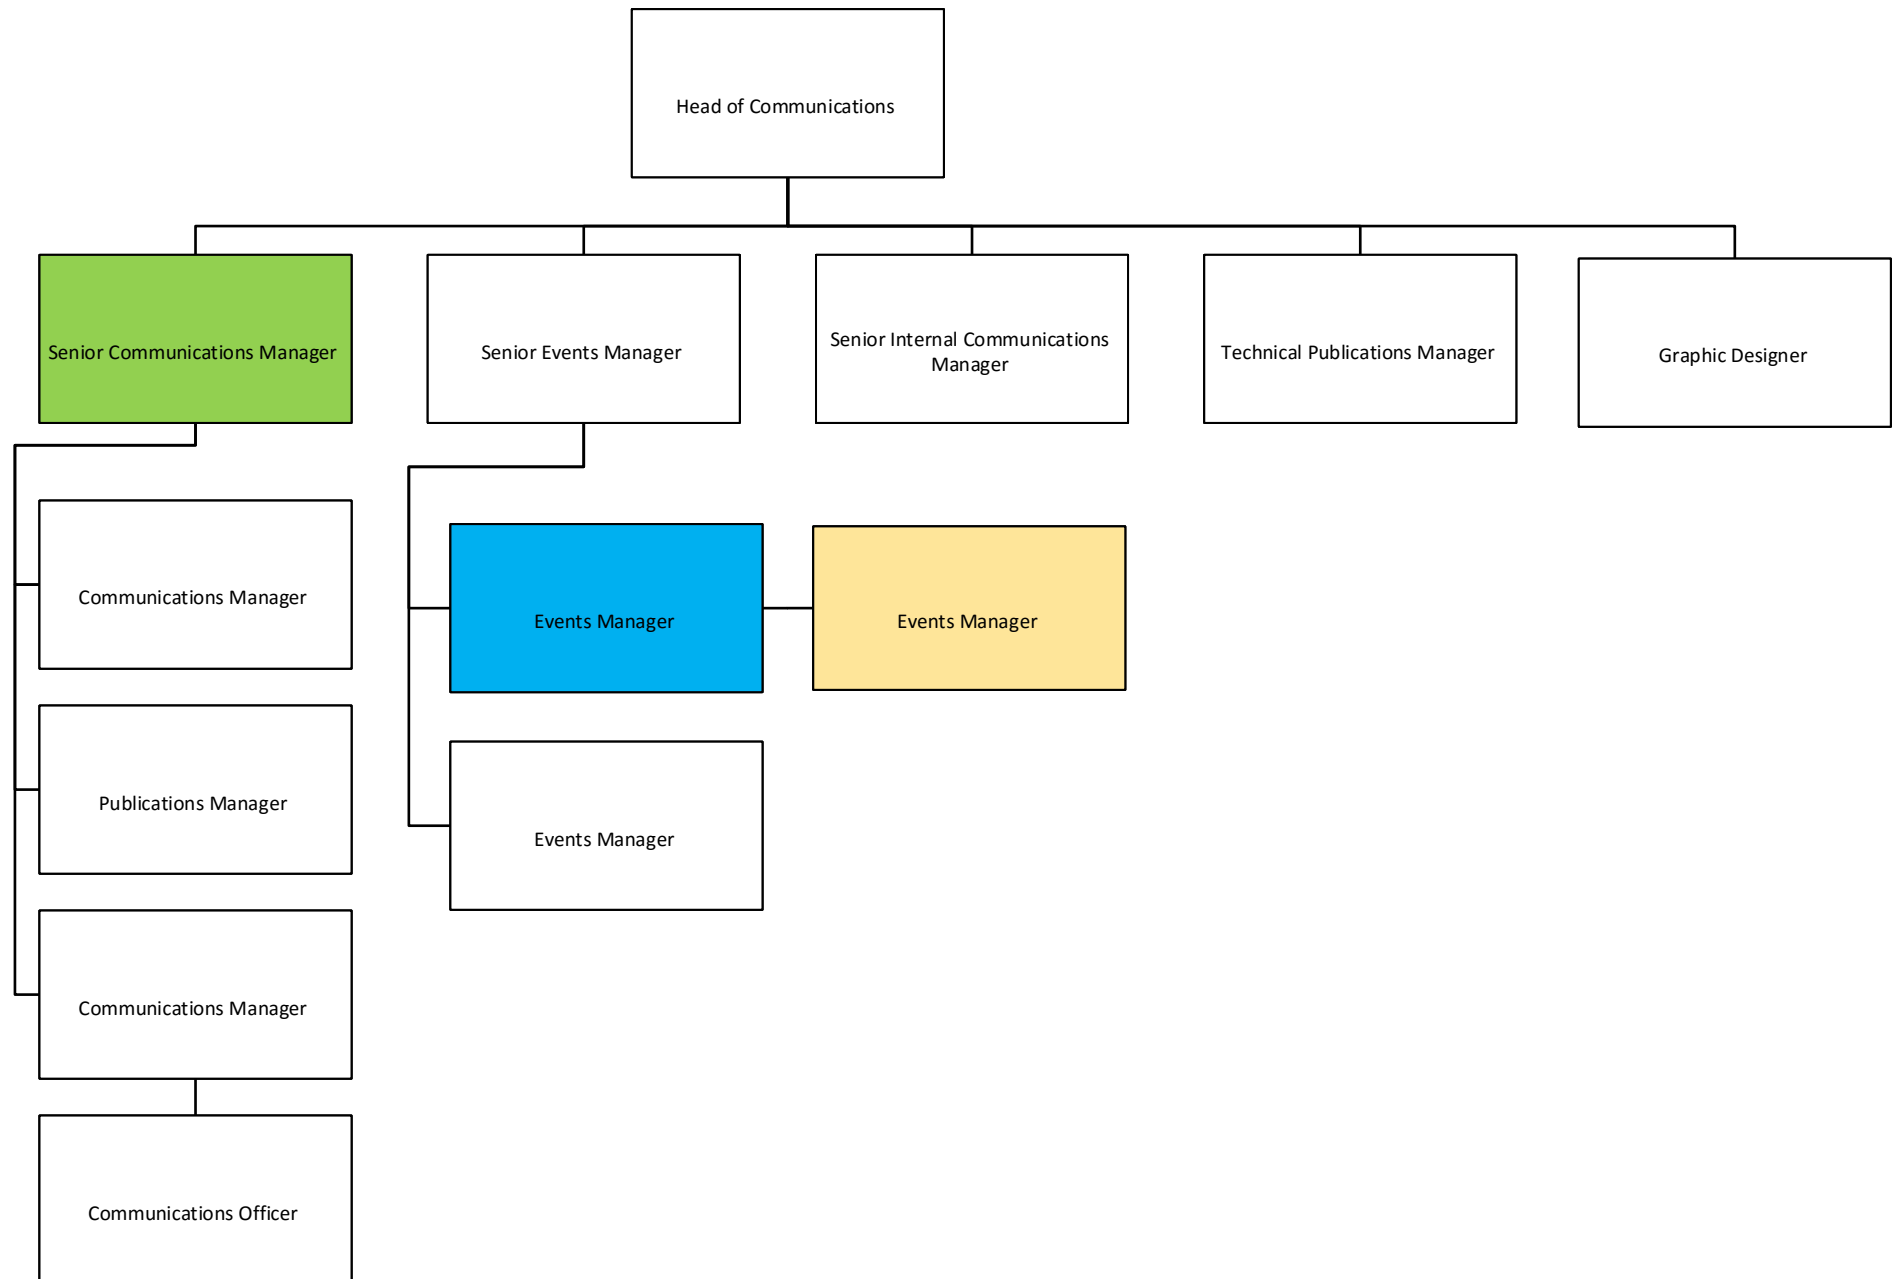 Head of Communications
Senior Communications Manager
Senior Events Manager
Senior Internal Communications
Manager
Technical Publications Manager
Graphic Designer
Communications Manager
Events Manager
Events Manager
Publications Manager
Events Manager
Communications Manager
Communications Officer